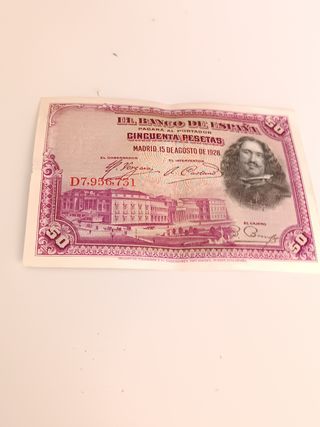 EL BANCO DE ESPAÑA
PAGARÁ AL PORTADOR
CINCUENTA PESETAS
MADRID, 15 DE AGOSTO DE 1928
EL GOBERNADOR
EL INTERVENTOR
D7,956,751
EL CAJERO
50
50
50